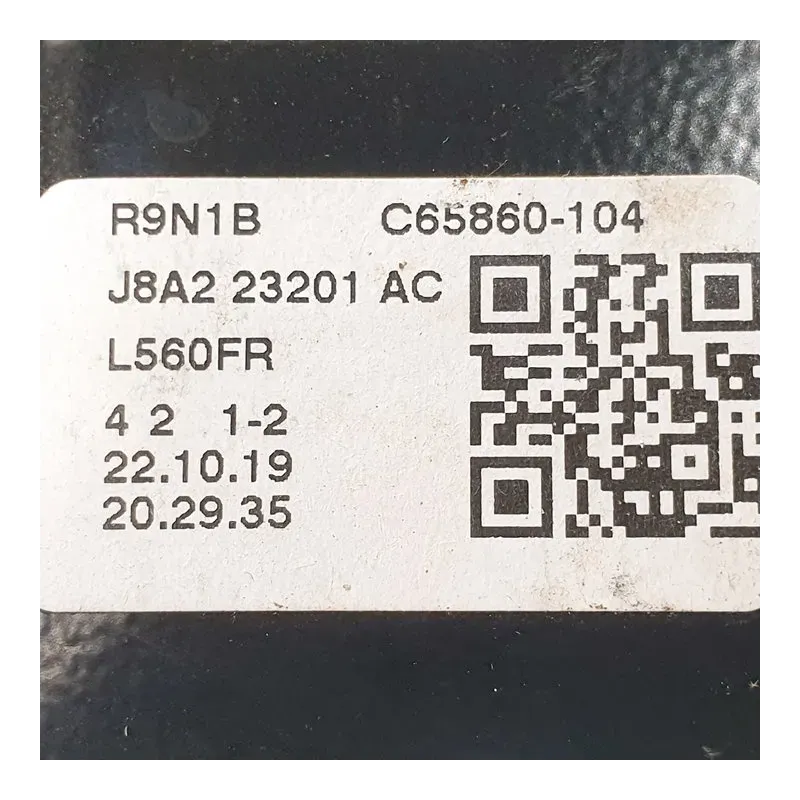 R9N1B C65860-104
J8A2 23201 AC
L560FR
4 2 1-2
22.10.19
20.29.35